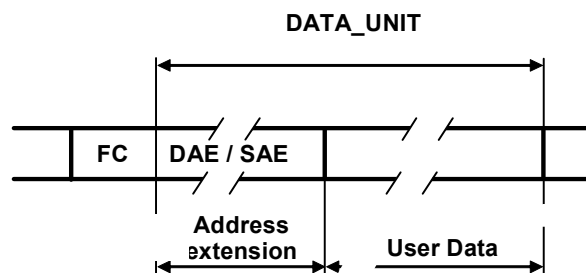 DATA_UNIT
FC DAE / SAE
Address
extension
User Data